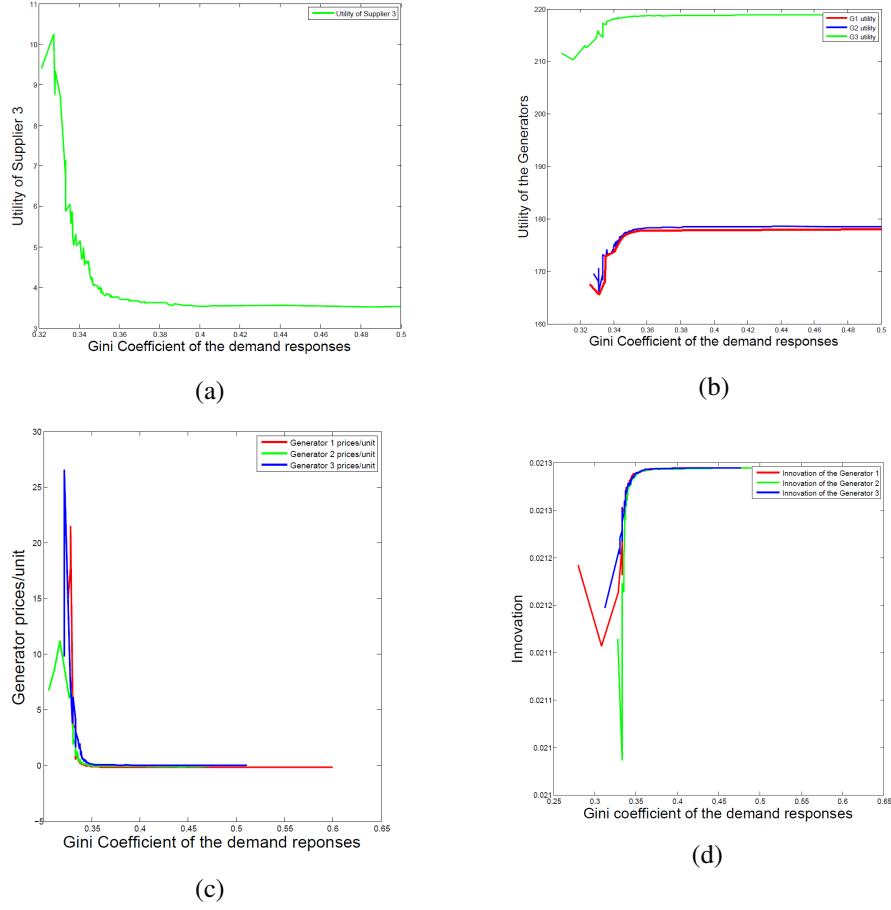 Utility of Supplier 3
11
10
9
8
7
6
5
4
3
0.32 0.34 0.36 0.38 0.4 0.42 0.44 0.46 0.48 0.5
Utility of Supplier 3
Gini Coefficient of the demand responses
(a)
G1 utility
G2 utility
G3 utility
220
210
200
190
180
170
160
0.32 0.34 0.36 0.38 0.4 0.42 0.44 0.46 0.48 0.5
Utility of the Generators
Gini Coefficient of the demand responses
(b)
Generator 1 prices/unit
Generator 2 prices/unit
Generator 3 prices/unit
30
25
20
15
10
5
0
-5
0.35 0.4 0.45 0.5 0.55 0.6 0.65
Generator prices/unit
Gini Coefficient of the demand reponses
(c)
Innovation of the Generator 1
Innovation of the Generator 2
Innovation of the Generator 3
0.0213
0.0213
0.0212
0.0212
0.0211
0.0211
0.021
0.021
0.25 0.3 0.35 0.4 0.45 0.5 0.55 0.6 0.65
Innovation
Gini coefficient of the demand responses
(d)